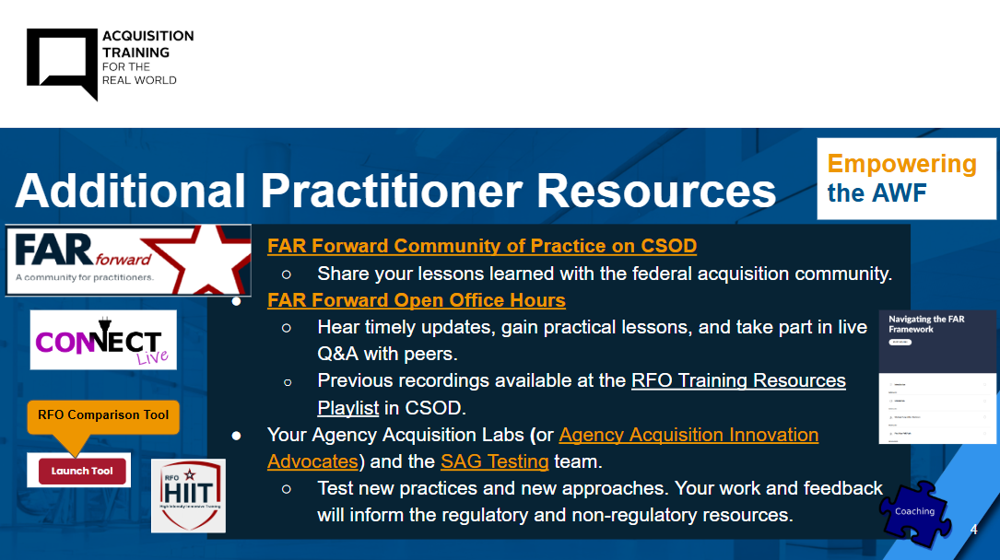 ACQUISITION
TRAINING
FOR THE
REAL WORLD
Additional Practitioner Resources
Empowering
the AWF
FAR forward
A community for practitioners.
CONNECT
Live
RFO Comparison Tool
Launch Tool
RFO
HIIT
High Intensity Immersive Training
FAR Forward Community of Practice on CSOD
○ Share your lessons learned with the federal acquisition community.
● FAR Forward Open Office Hours
○ Hear timely updates, gain practical lessons, and take part in live
Q&A with peers.
○ Previous recordings available at the RFO Training Resources
Playlist in CSOD.
● Your Agency Acquisition Labs (or Agency Acquisition Innovation
Advocates) and the SAG Testing team.
○ Test new practices and new approaches. Your work and feedback
will inform the regulatory and non-regulatory resources.
Navigating the FAR
Framework
Coaching
4